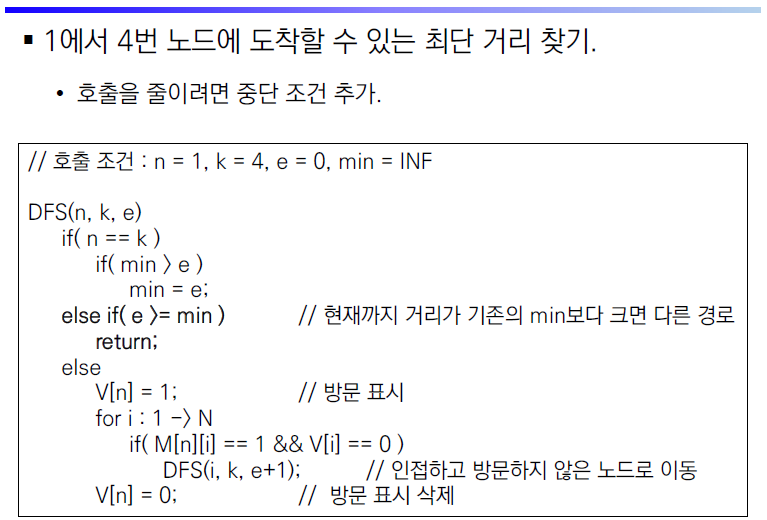 ▪ 1에서 4번 노드에 도착할 수 있는 최단 거리 찾기.
• 호출을 줄이려면 중단 조건 추가.
// 호출 조건 : n = 1, k = 4, e = 0, min = INF
DFS(n, k, e)
if( n == k )
if( min > e )
min = e;
else if( e >= min ) // 현재까지 거리가 기존의 min보다 크면 다른 경로
return;
else
V[n] = 1; // 방문 표시
for i : 1 -> N
if( M[n][i] == 1 && V[i] == 0 )
DFS(i, k, e+1); // 인접하고 방문하지 않은 노드로 이동
V[n] = 0; // 방문 표시 삭제